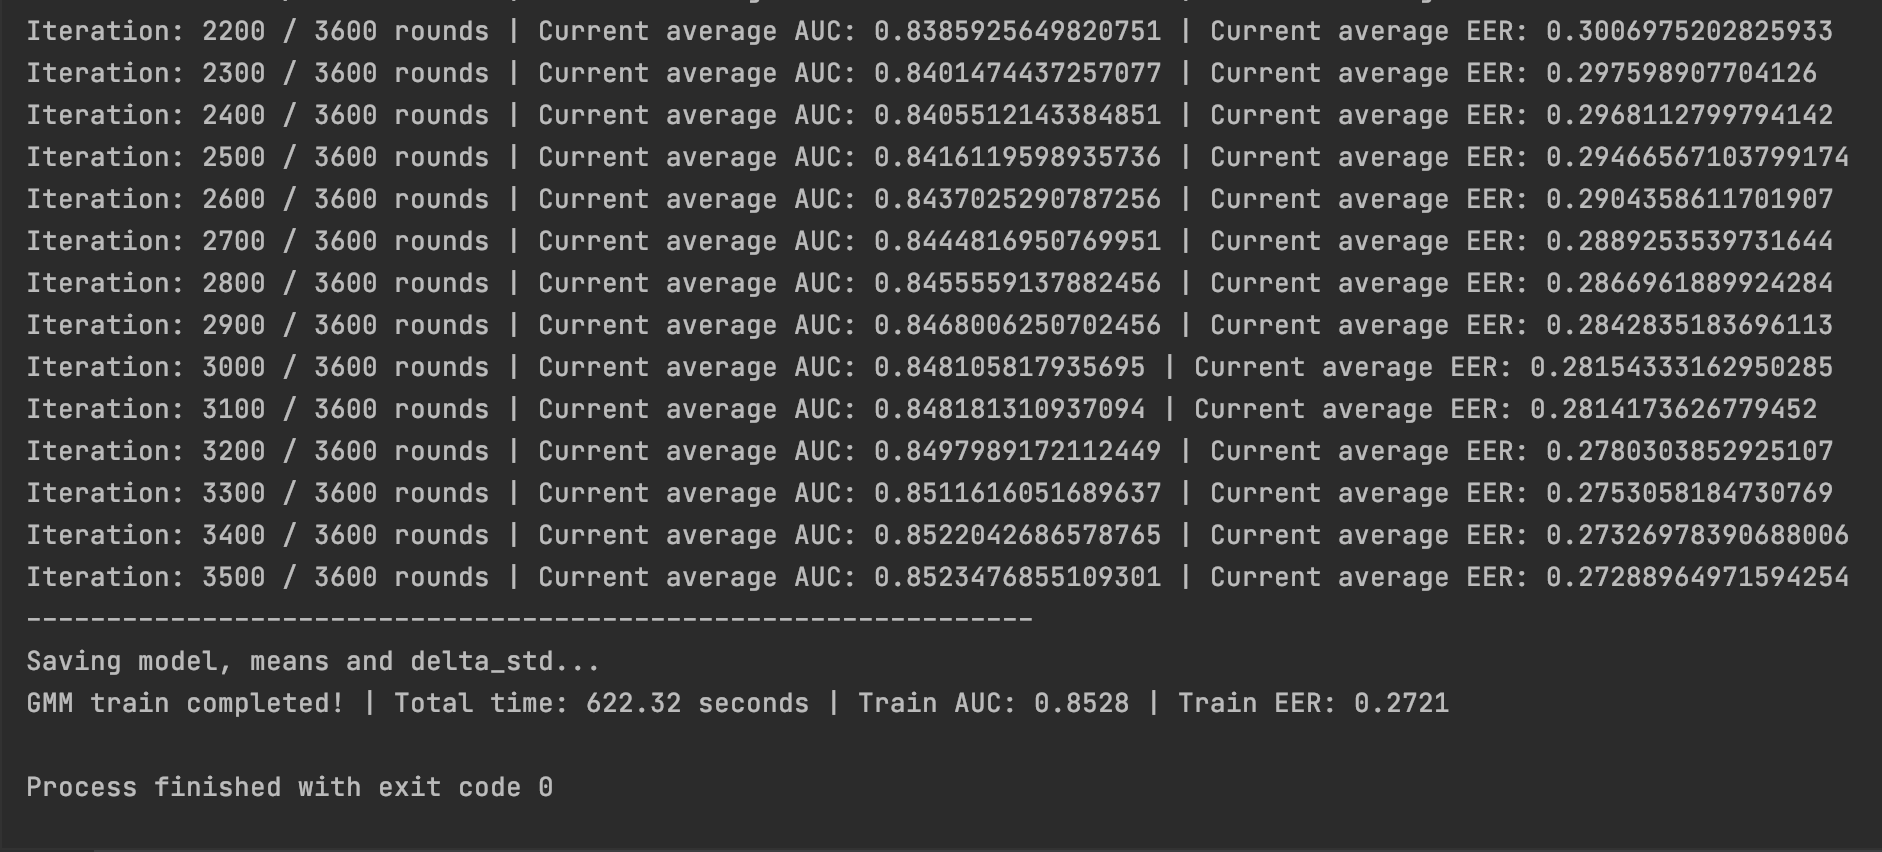 Iteration: 2200 / 3600 rounds | Current average AUC: 0.8385925649820751 | Current average EER: 0.3006975202825933
Iteration: 2300 / 3600 rounds | Current average AUC: 0.8401474437257077 | Current average EER: 0.297598907704126
Iteration: 2400 / 3600 rounds | Current average AUC: 0.8405512143384851 | Current average EER: 0.2968112799794142
Iteration: 2500 / 3600 rounds | Current average AUC: 0.8416119598935736 | Current average EER: 0.29466567103799174
Iteration: 2600 / 3600 rounds | Current average AUC: 0.8437025290787256 | Current average EER: 0.2904358611701907
Iteration: 2700 / 3600 rounds | Current average AUC: 0.8444816950769951 | Current average EER: 0.2889253539731644
Iteration: 2800 / 3600 rounds | Current average AUC: 0.8455559137882456 | Current average EER: 0.2866961889924284
Iteration: 2900 / 3600 rounds | Current average AUC: 0.8468006250702456 | Current average EER: 0.2842835183696113
Iteration: 3000 / 3600 rounds | Current average AUC: 0.848105817935695 | Current average EER: 0.28154333162950285
Iteration: 3100 / 3600 rounds | Current average AUC: 0.848181310937094 | Current average EER: 0.2814173626779452
Iteration: 3200 / 3600 rounds | Current average AUC: 0.8497989172112449 | Current average EER: 0.2780303852925107
Iteration: 3300 / 3600 rounds | Current average AUC: 0.8511616051689637 | Current average EER: 0.2753058184730769
Iteration: 3400 / 3600 rounds | Current average AUC: 0.8522042686578765 | Current average EER: 0.27326978390688006
Iteration: 3500 / 3600 rounds | Current average AUC: 0.8523476855109301 | Current average EER: 0.27288964971594254
---------------------------------------------------------------
Saving model, means and delta_std...
GMM train completed! | Total time: 622.32 seconds | Train AUC: 0.8528 | Train EER: 0.2721
Process finished with exit code 0